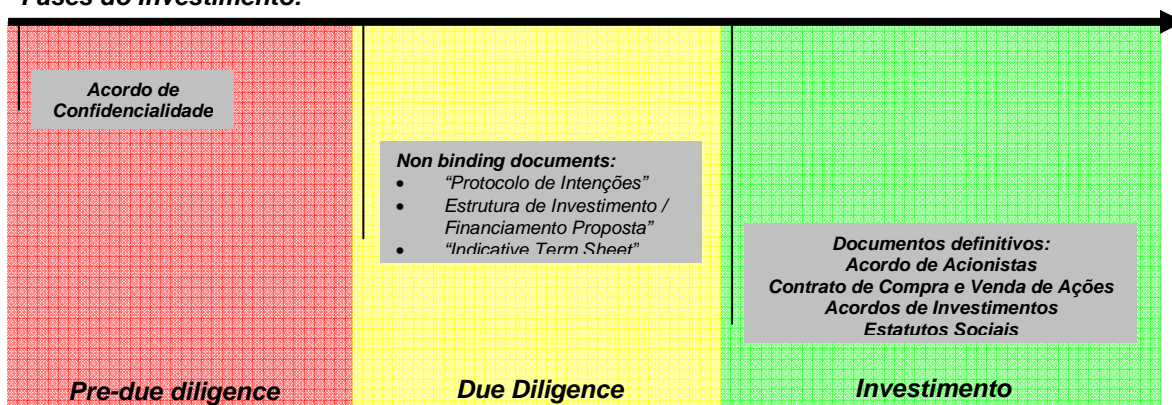 Fases do Investimento:
Acordo de
Confidencialidade
Non binding documents:
• “Protocolo de Intenções”
• Estrutura de Investimento /
Financiamento Proposta”
• “Indicative Term Sheet”
Documentos definitivos:
Acordo de Acionistas
Contrato de Compra e Venda de Ações
Acordos de Investimentos
Estatutos Sociais
Pre-due diligence
Due Diligence
Investimento